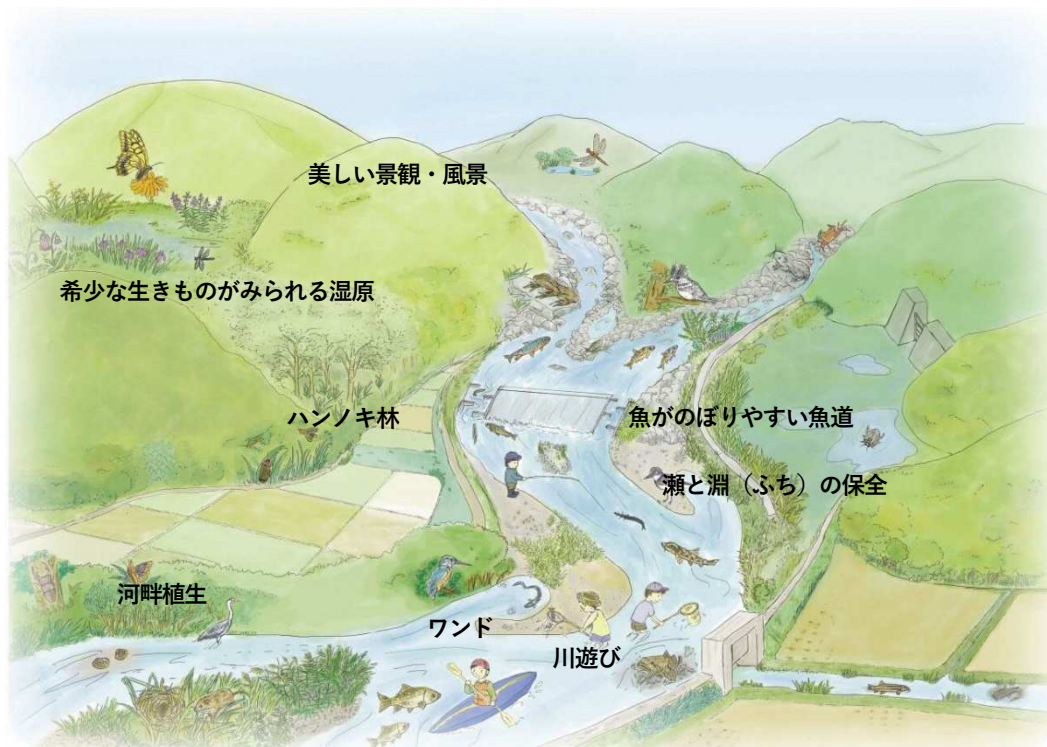 美しい景観・風景
希少な生きものがみられる湿原
ハンノキ林
魚がのぼりやすい魚道
瀬と淵（ふち）の保全
河畔植生
ワンド
川遊び